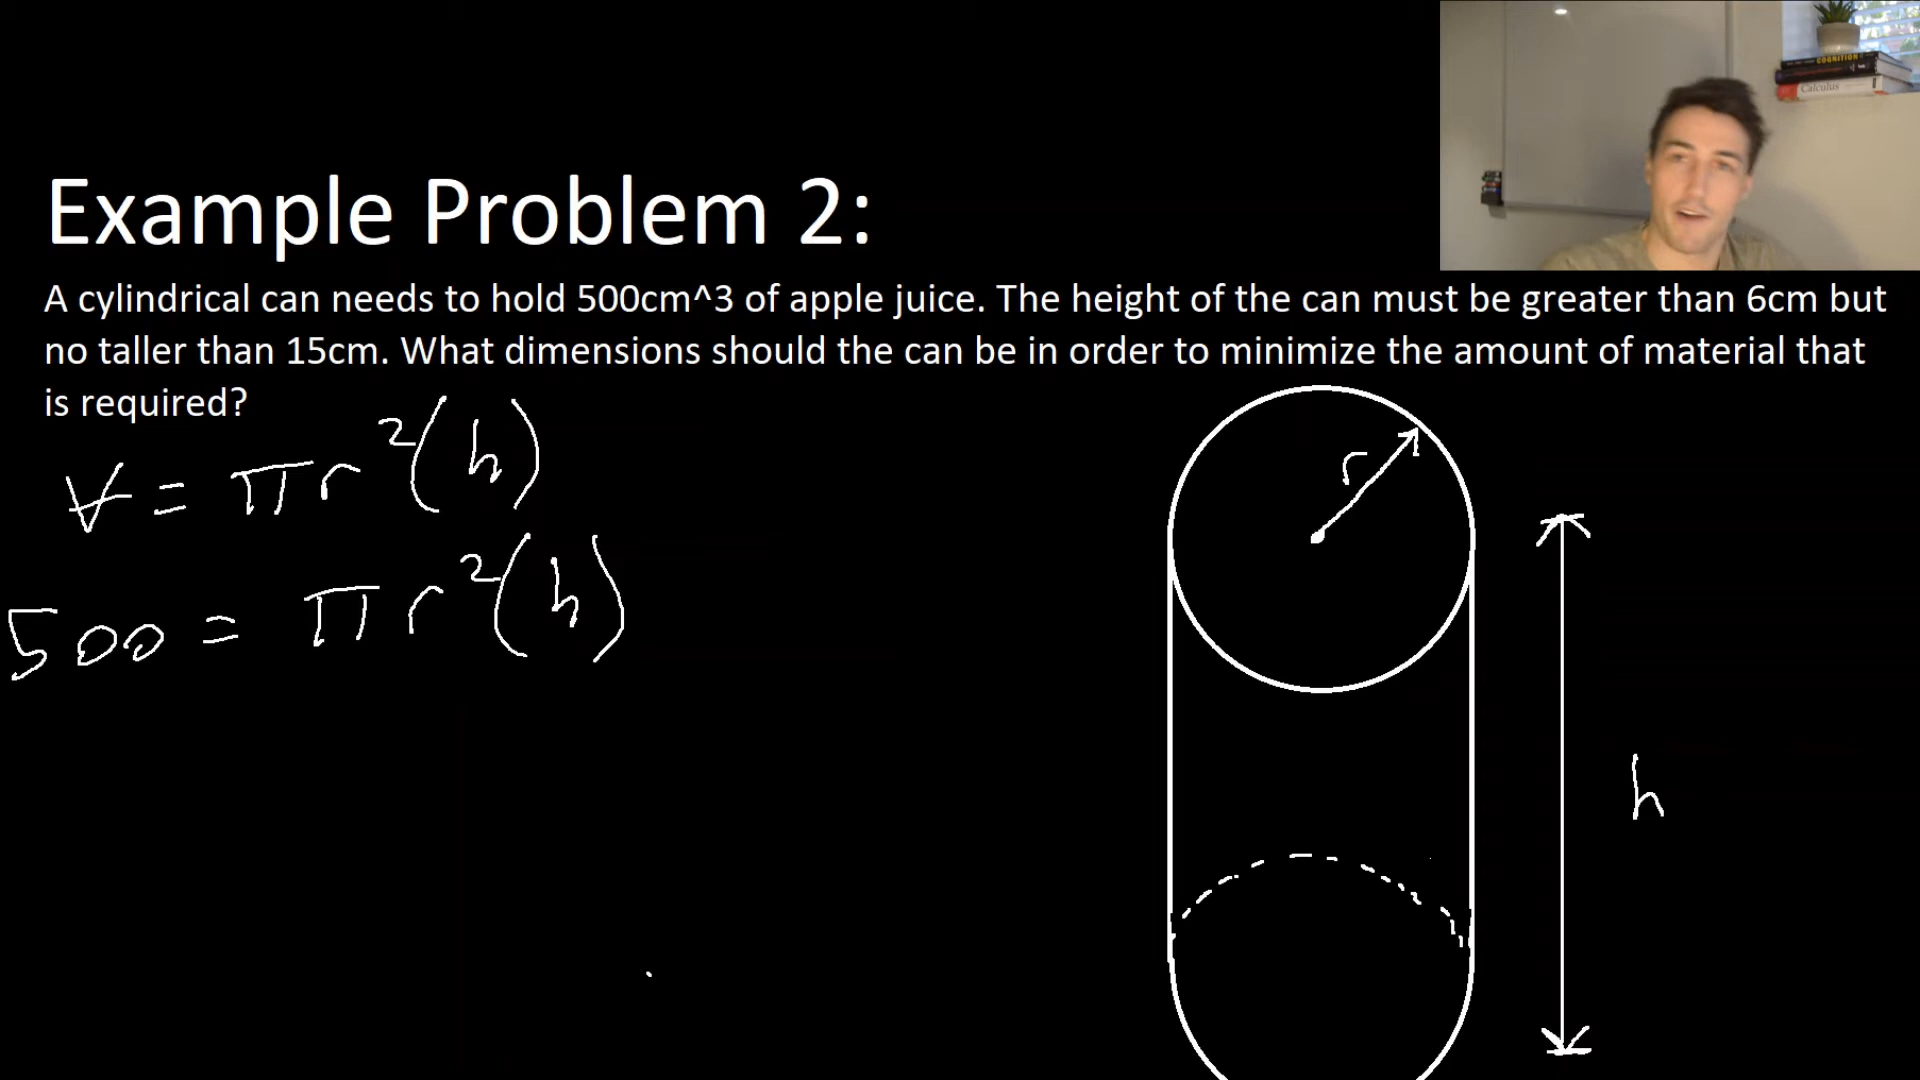 COGNITION
Calculus
Example Problem 2:
A cylindrical can needs to hold 500cm^3 of apple juice. The height of the can must be greater than 6cm but
no taller than 15cm. What dimensions should the can be in order to minimize the amount of material that
is required?
V = πr²(h)
500 = πr²(h)
r
h